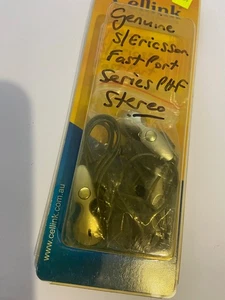 Cellink
Genuine
S/Ericsson
Fast Port
Series PHF
Stereo
www.cellink.com.au